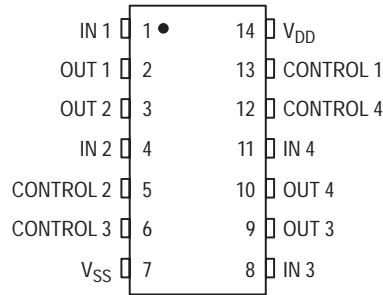 IN 1 1 14 V_DD
OUT 1 2 13 CONTROL 1
OUT 2 3 12 CONTROL 4
IN 2 4 11 IN 4
CONTROL 2 5 10 OUT 4
CONTROL 3 6 9 OUT 3
V_SS 7 8 IN 3